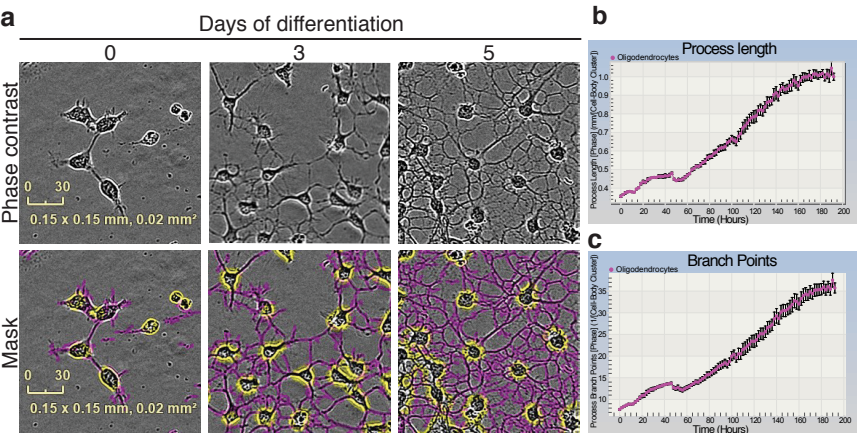 a
Days of differentiation
0
3
5
Phase contrast
0 30
0.15 x 0.15 mm, 0.02 mm²
Mask
0 30
0.15 x 0.15 mm, 0.02 mm²
b
Process length
Oligodendrocytes
Process Length [Phase] (mm/[Cell-Body Cluster])
1.0
0.9
0.8
0.7
0.6
0.5
0.4
0 20 40 60 80 100 120 140 160 180 200
Time (Hours)
c
Branch Points
Oligodendrocytes
Process Branch Points [Phase] (1/[Cell-Body Cluster])
35
30
25
20
15
10
0 20 40 60 80 100 120 140 160 180 200
Time (Hours)